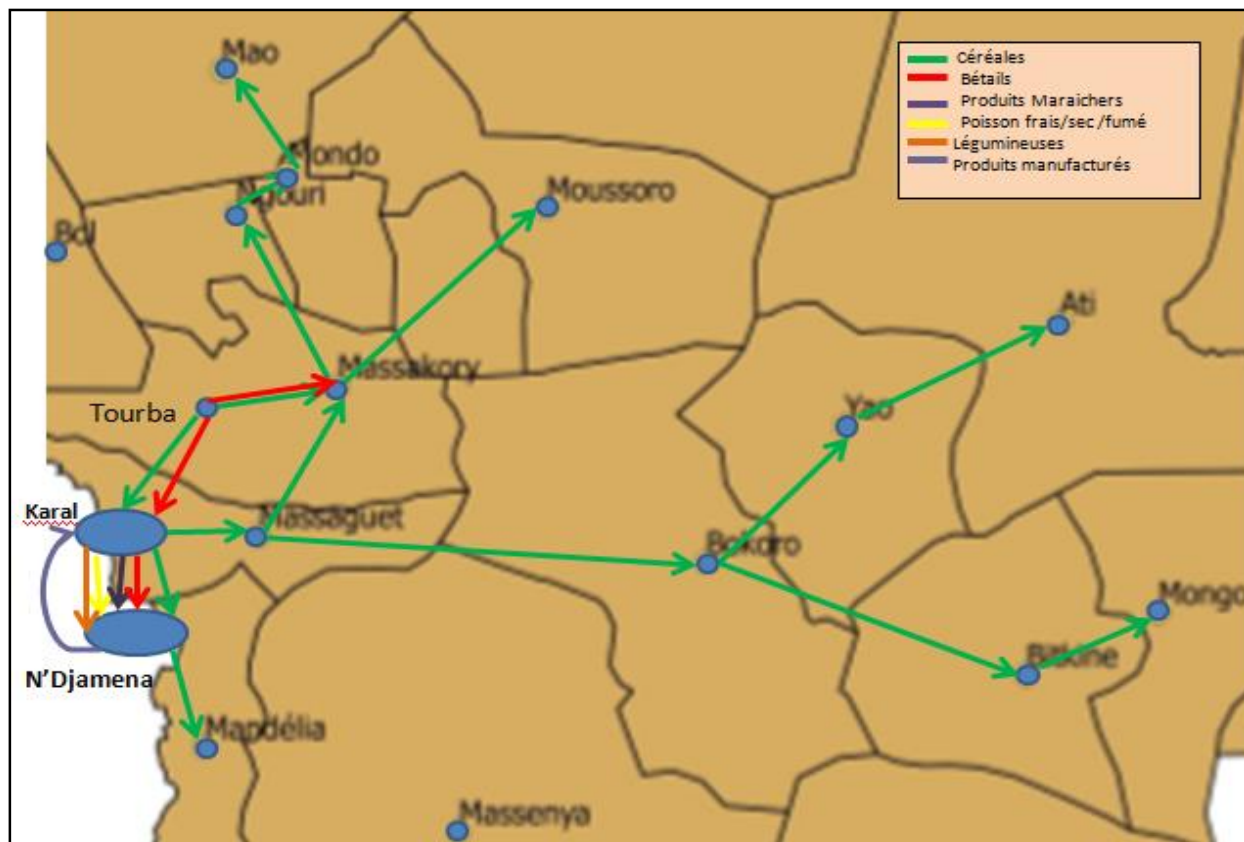 Mao
Céréales
Bétails
Produits Maraichers
Poisson frais/sec /fumé
Légumineuses
Produits manufacturés
Mondo
Ngouri
Moussoro
Bol
Ati
Massakory
Tourba
Yao
Karal
Massaguet
Bokoro
Mongo
Bitkine
N'Djamena
Mandélia
Massenya